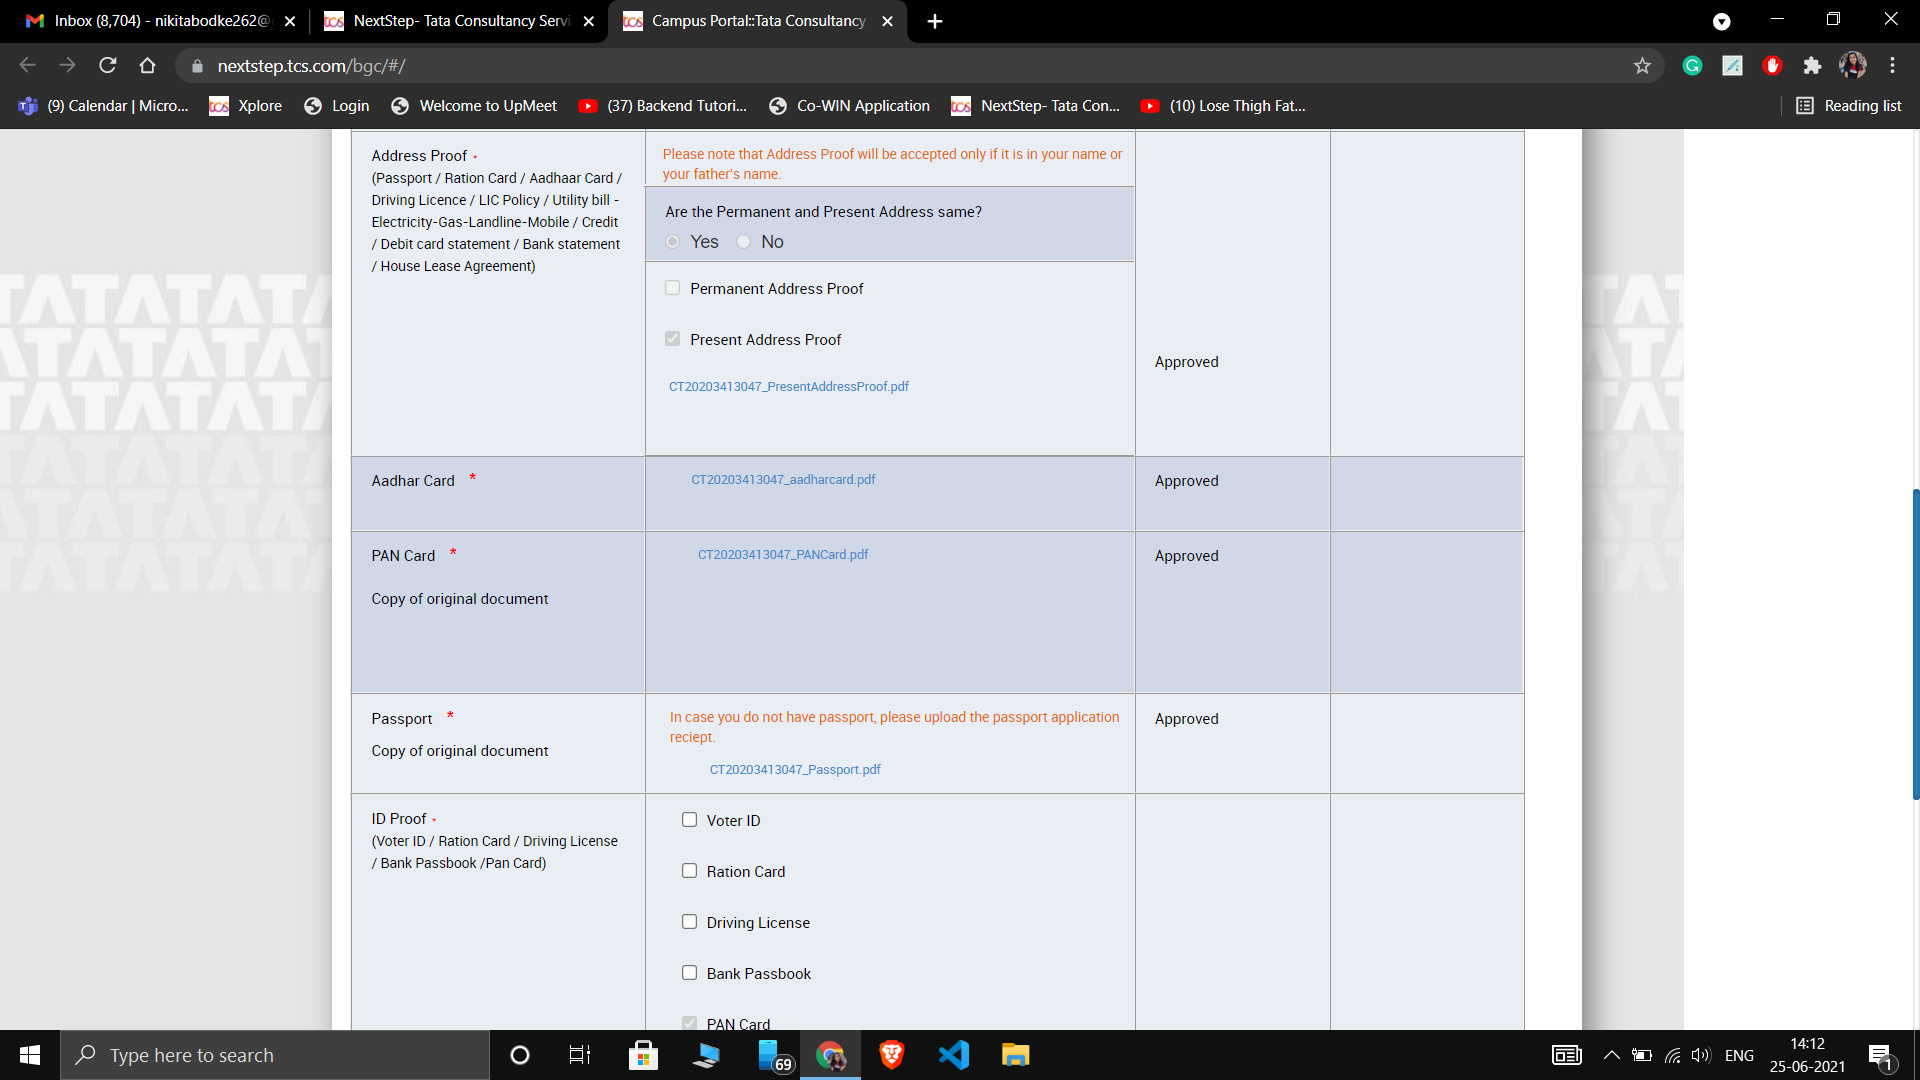 Inbox (8,704) - nikitabodke262@
NextStep- Tata Consultancy Servi
Campus Portal::Tata Consultancy
nextstep.tcs.com/bgc/#/
(9) Calendar | Micro...
tcs Xplore
Login
Welcome to UpMeet
(37) Backend Tutori...
Co-WIN Application
tcs NextStep- Tata Con...
(10) Lose Thigh Fat...
Reading list
Address Proof *
(Passport / Ration Card / Aadhaar Card /
Driving Licence / LIC Policy / Utility bill -
Electricity-Gas-Landline-Mobile / Credit
/ Debit card statement / Bank statement
/ House Lease Agreement)
Please note that Address Proof will be accepted only if it is in your name or
your father's name.
Are the Permanent and Present Address same?
Yes No
Permanent Address Proof
Present Address Proof
CT20203413047_PresentAddressProof.pdf
Approved
Aadhar Card *
CT20203413047_aadharcard.pdf
Approved
PAN Card *
Copy of original document
CT20203413047_PANCard.pdf
Approved
Passport *
Copy of original document
In case you do not have passport, please upload the passport application
reciept.
CT20203413047_Passport.pdf
Approved
ID Proof *
(Voter ID / Ration Card / Driving License
/ Bank Passbook /Pan Card)
Voter ID
Ration Card
Driving License
Bank Passbook
PAN Card
Type here to search
69
ENG
14:12
25-06-2021
1